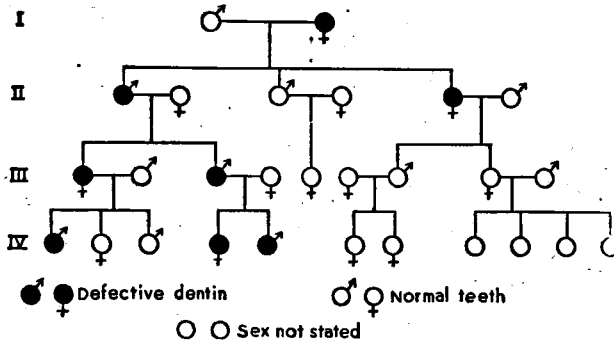 I
II
III
IV
♂ ♀ Defective dentin ♂ ♀ Normal teeth
Sex not stated